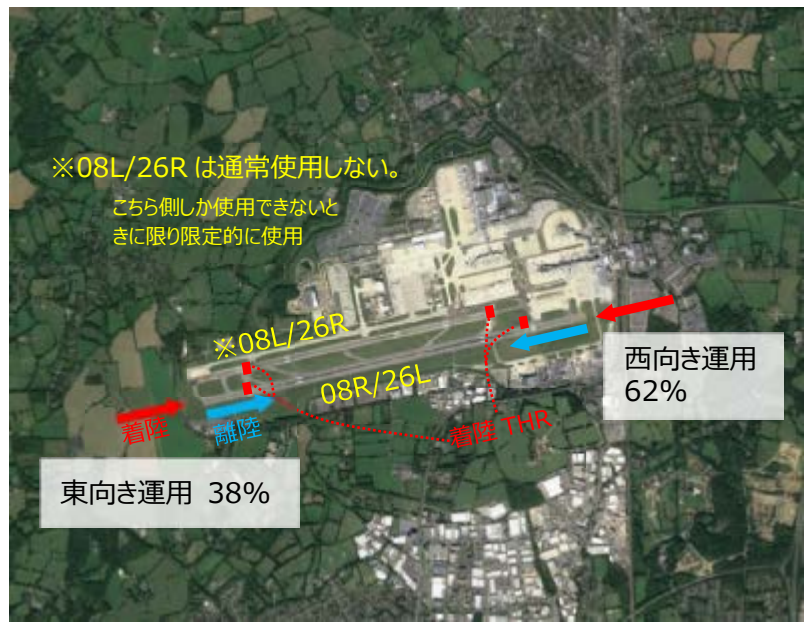 ※08L/26R は通常使用しない。
こちら側しか使用できないと
きに限り限定的に使用
※08L/26R
08R/26L
西向き運用
62%
着陸
離陸
着陸 THR
東向き運用 38%